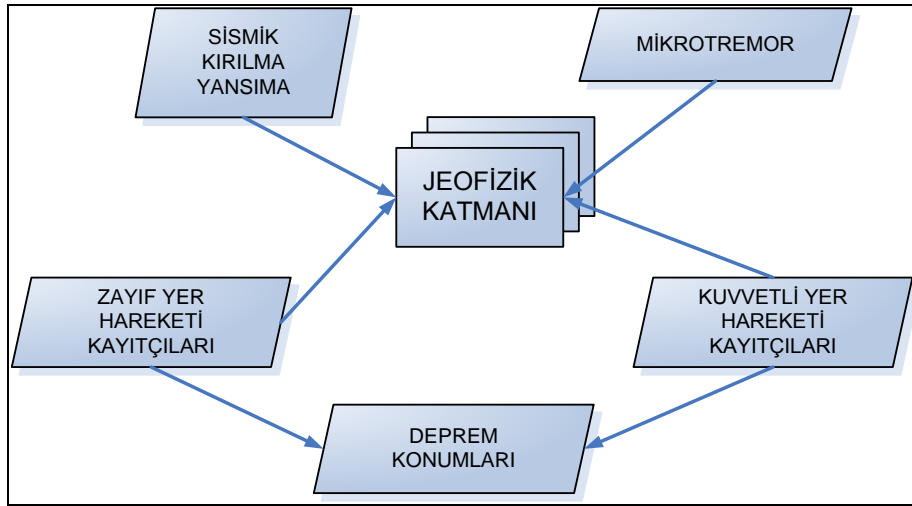 SİSMİK
KIRILMA
YANSIMA
MİKROTREMOR
JEOFİZİK
KATMANI
ZAYIF YER
HAREKETİ
KAYITÇILARI
KUVVETLİ YER
HAREKETİ
KAYITÇILARI
DEPREM
KONUMLARI